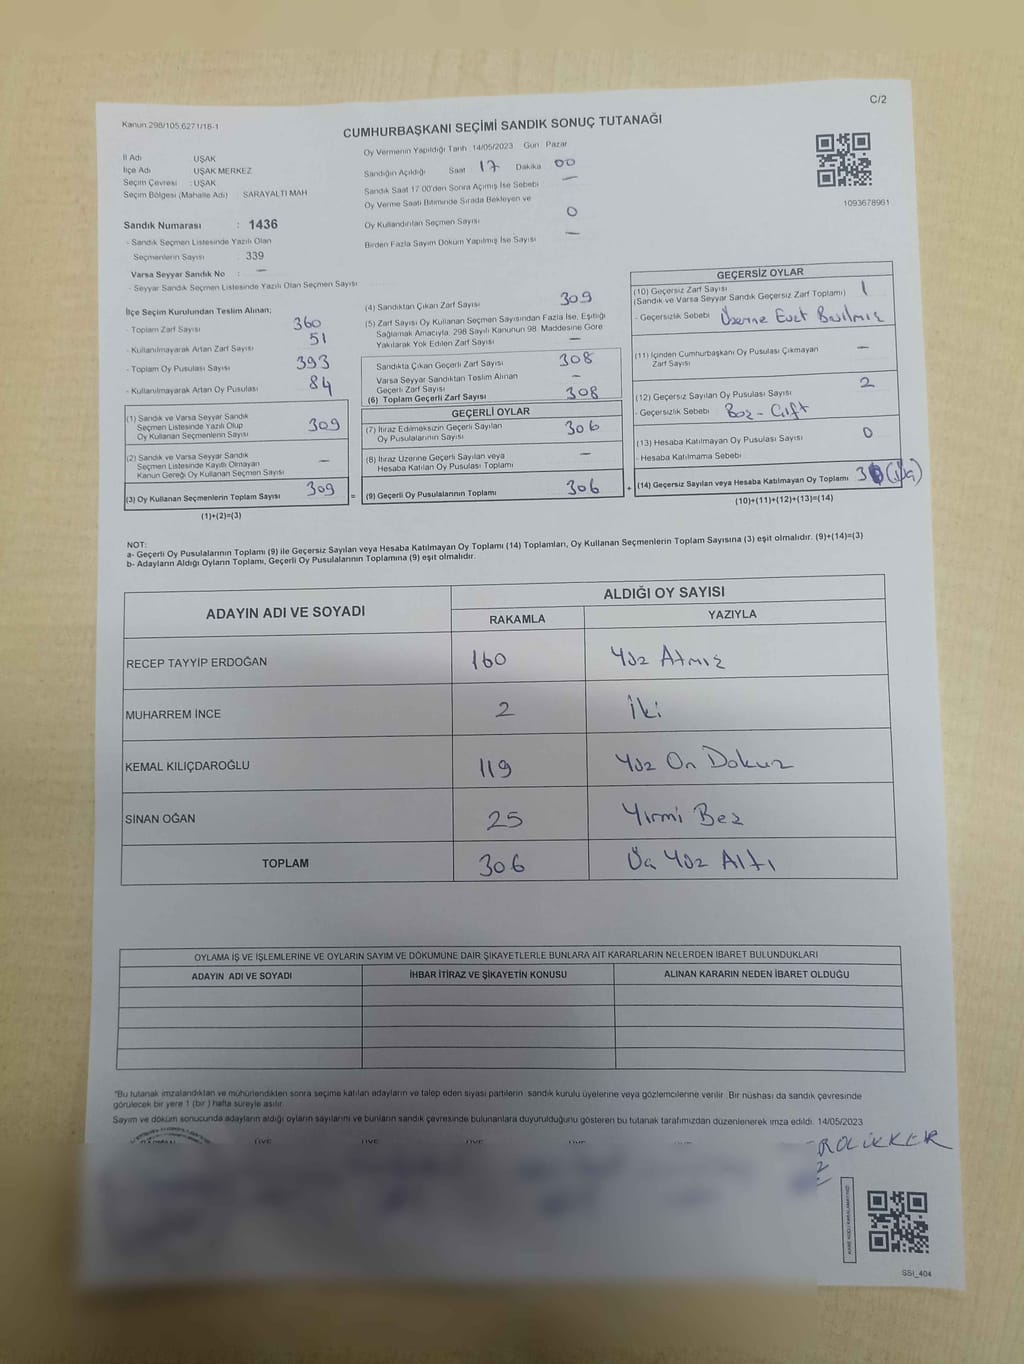 C/2
Kanun:298/105,6271/18-1
CUMHURBAŞKANI SEÇİMİ SANDIK SONUÇ TUTANAĞI
Oy Vermenin Yapıldığı Tarih 14/05/2023 Gün Pazar
İl Adı UŞAK
İlçe Adı UŞAK MERKEZ
Seçim Çevresi : UŞAK
Seçim Bölgesi (Mahalle Adı) SARAYALTI MAH
Sandığın Açıldığı Saat 17 Dakika 00
Sandık Saat 17 00'den Sonra Açımış İse Sebebi —
Oy Verme Saati Bitiminde Sırada Bekleyen ve
Oy Kullandırılan Seçmen Sayısı 0
Birden Fazla Sayım Döküm Yapılmış İse Sayısı —
1093678961
Sandık Numarası : 1436
- Sandık Seçmen Listesinde Yazılı Olan
Seçmenlerin Sayısı : 339
Varsa Seyyar Sandık No : —
- Seyyar Sandık Seçmen Listesinde Yazılı Olan Seçmen Sayısı
İlçe Seçim Kurulundan Teslim Alınan;
- Toplam Zarf Sayısı 360
- Kullanılmayarak Artan Zarf Sayısı 51
- Toplam Oy Pusulası Sayısı 393
- Kullanılmayarak Artan Oy Pusulası 84
(1) Sandık ve Varsa Seyyar Sandık
Seçmen Listesinde Yazılı Olup
Oy Kullanan Seçmenlerin Sayısı 309
(2) Sandık ve Varsa Seyyar Sandık
Seçmen Listesinde Kayıtlı Olmayan
Kanun Gereği Oy Kullanan Seçmen Sayısı —
(3) Oy Kullanan Seçmenlerin Toplam Sayısı 309 =
(1)+(2)=(3)
(4) Sandıktan Çıkan Zarf Sayısı 309
(5) Zarf Sayısı Oy Kullanan Seçmen Sayısından Fazla İse, Eşitliği
Sağlamak Amacıyla, 298 Sayılı Kanunun 98. Maddesine Göre
Yakılarak Yok Edilen Zarf Sayısı —
Sandıkta Çıkan Geçerli Zarf Sayısı 308
Varsa Seyyar Sandıktan Teslim Alınan
Geçerli Zarf Sayısı —
(6) Toplam Geçerli Zarf Sayısı 308
GEÇERLİ OYLAR
(7) İtiraz Edilmeksizin Geçerli Sayılan
Oy Pusulalarının Sayısı 306
(8) İtiraz Üzerine Geçerli Sayılan veya
Hesaba Katılan Oy Pusulası Toplamı —
(9) Geçerli Oy Pusulalarının Toplamı 306 +
GEÇERSİZ OYLAR
(10) Geçersiz Zarf Sayısı
(Sandık ve Varsa Seyyar Sandık Geçersiz Zarf Toplamı) 1
- Geçersizlik Sebebi : Üzerine Evet Basılmış
(11) İçinden Cumhurbaşkanı Oy Pusulası Çıkmayan
Zarf Sayısı —
(12) Geçersiz Sayılan Oy Pusulası Sayısı 2
- Geçersizlik Sebebi : Boş - Çift
(13) Hesaba Katılmayan Oy Pusulası Sayısı 0
- Hesaba Katılmama Sebebi :
(14) Geçersiz Sayılan veya Hesaba Katılmayan Oy Toplamı 3 (Üç)
(10)+(11)+(12)+(13)=(14)
NOT:
a- Geçerli Oy Pusulalarının Toplamı (9) ile Geçersiz Sayılan veya Hesaba Katılmayan Oy Toplamı (14) Toplamları, Oy Kullanan Seçmenlerin Toplam Sayısına (3) eşit olmalıdır. (9)+(14)=(3)
b- Adayların Aldığı Oyların Toplamı, Geçerli Oy Pusulalarının Toplamına (9) eşit olmalıdır.
ADAYIN ADI VE SOYADI
ALDIĞI OY SAYISI
RAKAMLA YAZIYLA
RECEP TAYYİP ERDOĞAN 160 Yüz Atmış
MUHARREM İNCE 2 İki
KEMAL KILIÇDAROĞLU 119 Yüz On Dokuz
SİNAN OĞAN 25 Yirmi Beş
TOPLAM 306 Üç Yüz Altı
OYLAMA İŞ VE İŞLEMLERİNE VE OYLARIN SAYIM VE DÖKÜMÜNE DAİR ŞİKAYETLERLE BUNLARA AİT KARARLARIN NELERDEN İBARET BULUNDUKLARI
ADAYIN ADI VE SOYADI İHBAR İTİRAZ VE ŞİKAYETİN KONUSU ALINAN KARARIN NEDEN İBARET OLDUĞU
"Bu tutanak imzalandıktan ve mühürlendikten sonra seçime katılan adayların ve talep eden siyasi partilerin sandık kurulu üyelerine veya gözlemcilerine verilir. Bir nüshası da sandık çevresinde
görülecek bir yere 1 (bir ) hafta süreyle asılır.
Sayım ve döküm sonucunda adayların aldığı oyların sayılarını ve bunların sandık çevresinde bulunanlara duyurulduğunu gösteren bu tutanak tarafımızdan düzenlenerek imza edildi. 14/05/2023
SSI_404